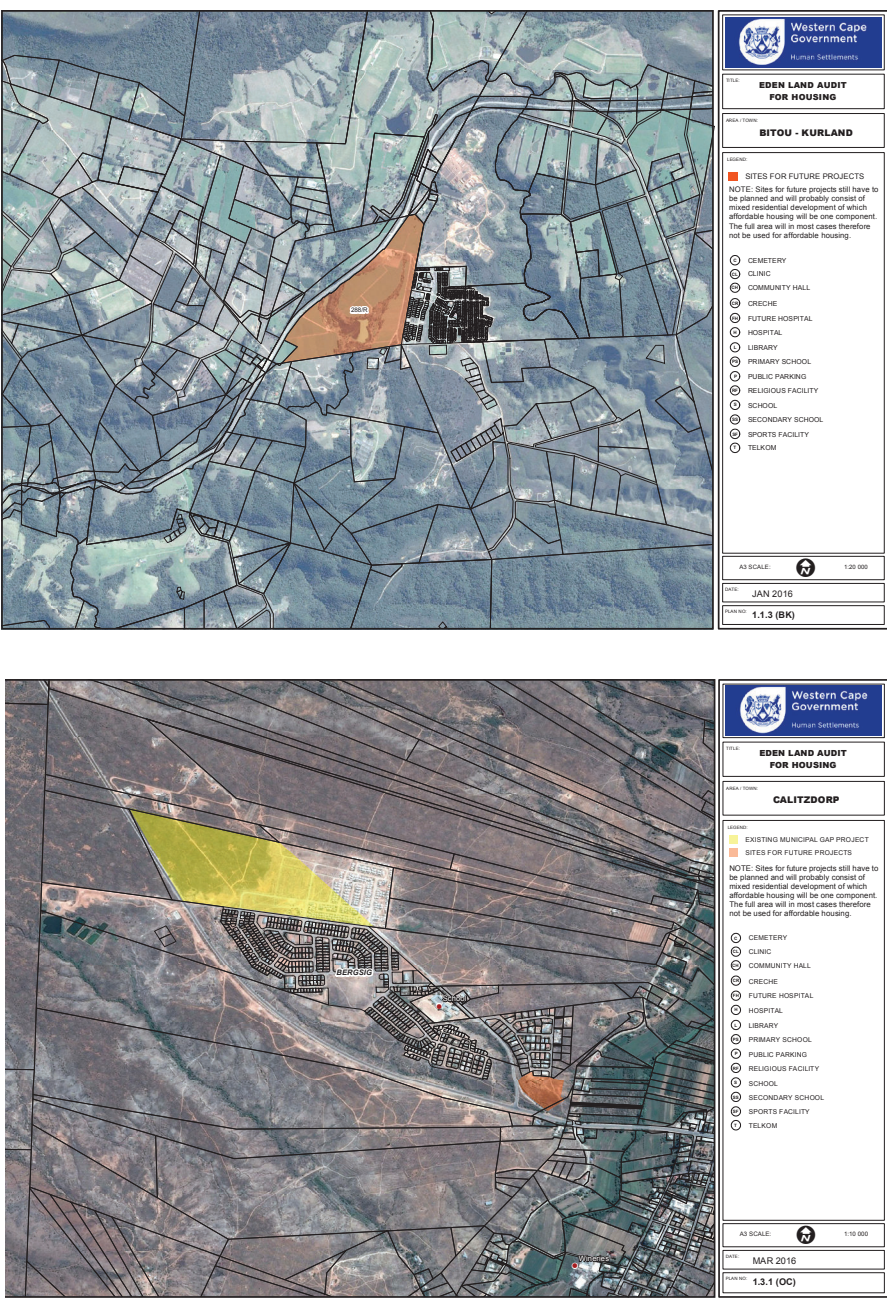 Western Cape
Government
Human Settlements
TITLE:
EDEN LAND AUDIT
FOR HOUSING
AREA / TOWN:
BITOU - KURLAND
LEGEND:
SITES FOR FUTURE PROJECTS
NOTE: Sites for future projects still have to
be planned and will probably consist of
mixed residential development of which
affordable housing will be one component.
The full area will in most cases therefore
not be used for affordable housing.
C CEMETERY
CL CLINIC
CH COMMUNITY HALL
CR CRECHE
FH FUTURE HOSPITAL
H HOSPITAL
L LIBRARY
PS PRIMARY SCHOOL
P PUBLIC PARKING
RF RELIGIOUS FACILITY
S SCHOOL
SS SECONDARY SCHOOL
SF SPORTS FACILITY
T TELKOM
A3 SCALE: N 1:20 000
DATE: JAN 2016
PLAN NO: 1.1.3 (BK)
288/R
Western Cape
Government
Human Settlements
TITLE:
EDEN LAND AUDIT
FOR HOUSING
AREA / TOWN:
CALITZDORP
LEGEND:
EXISTING MUNICIPAL GAP PROJECT
SITES FOR FUTURE PROJECTS
NOTE: Sites for future projects still have to
be planned and will probably consist of
mixed residential development of which
affordable housing will be one component.
The full area will in most cases therefore
not be used for affordable housing.
C CEMETERY
CL CLINIC
CH COMMUNITY HALL
CR CRECHE
FH FUTURE HOSPITAL
H HOSPITAL
L LIBRARY
PS PRIMARY SCHOOL
P PUBLIC PARKING
RF RELIGIOUS FACILITY
S SCHOOL
SS SECONDARY SCHOOL
SF SPORTS FACILITY
T TELKOM
A3 SCALE: N 1:10 000
DATE: MAR 2016
PLAN NO: 1.3.1 (OC)
BERGSIG
School
Wineries